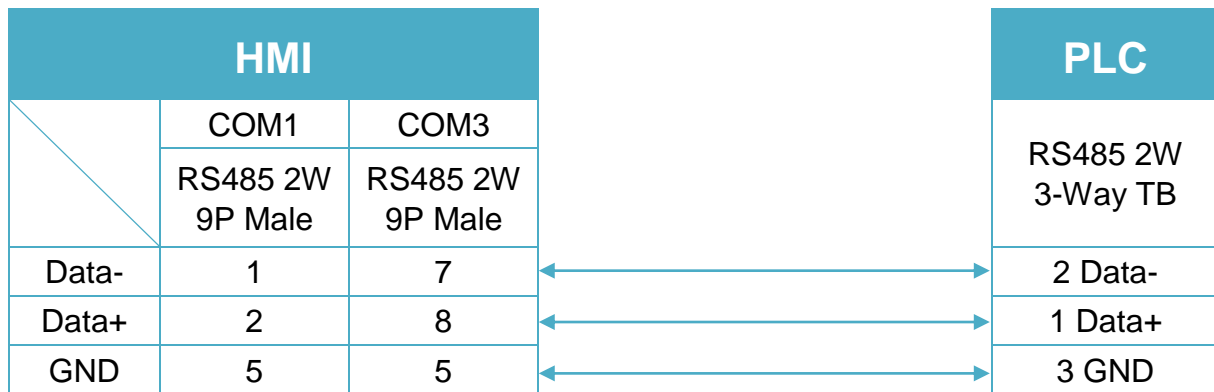 HMI
PLC
COM1 COM3
RS485 2W
9P Male
RS485 2W
9P Male
RS485 2W
3-Way TB
Data- 1 7 2 Data-
Data+ 2 8 1 Data+
GND 5 5 3 GND